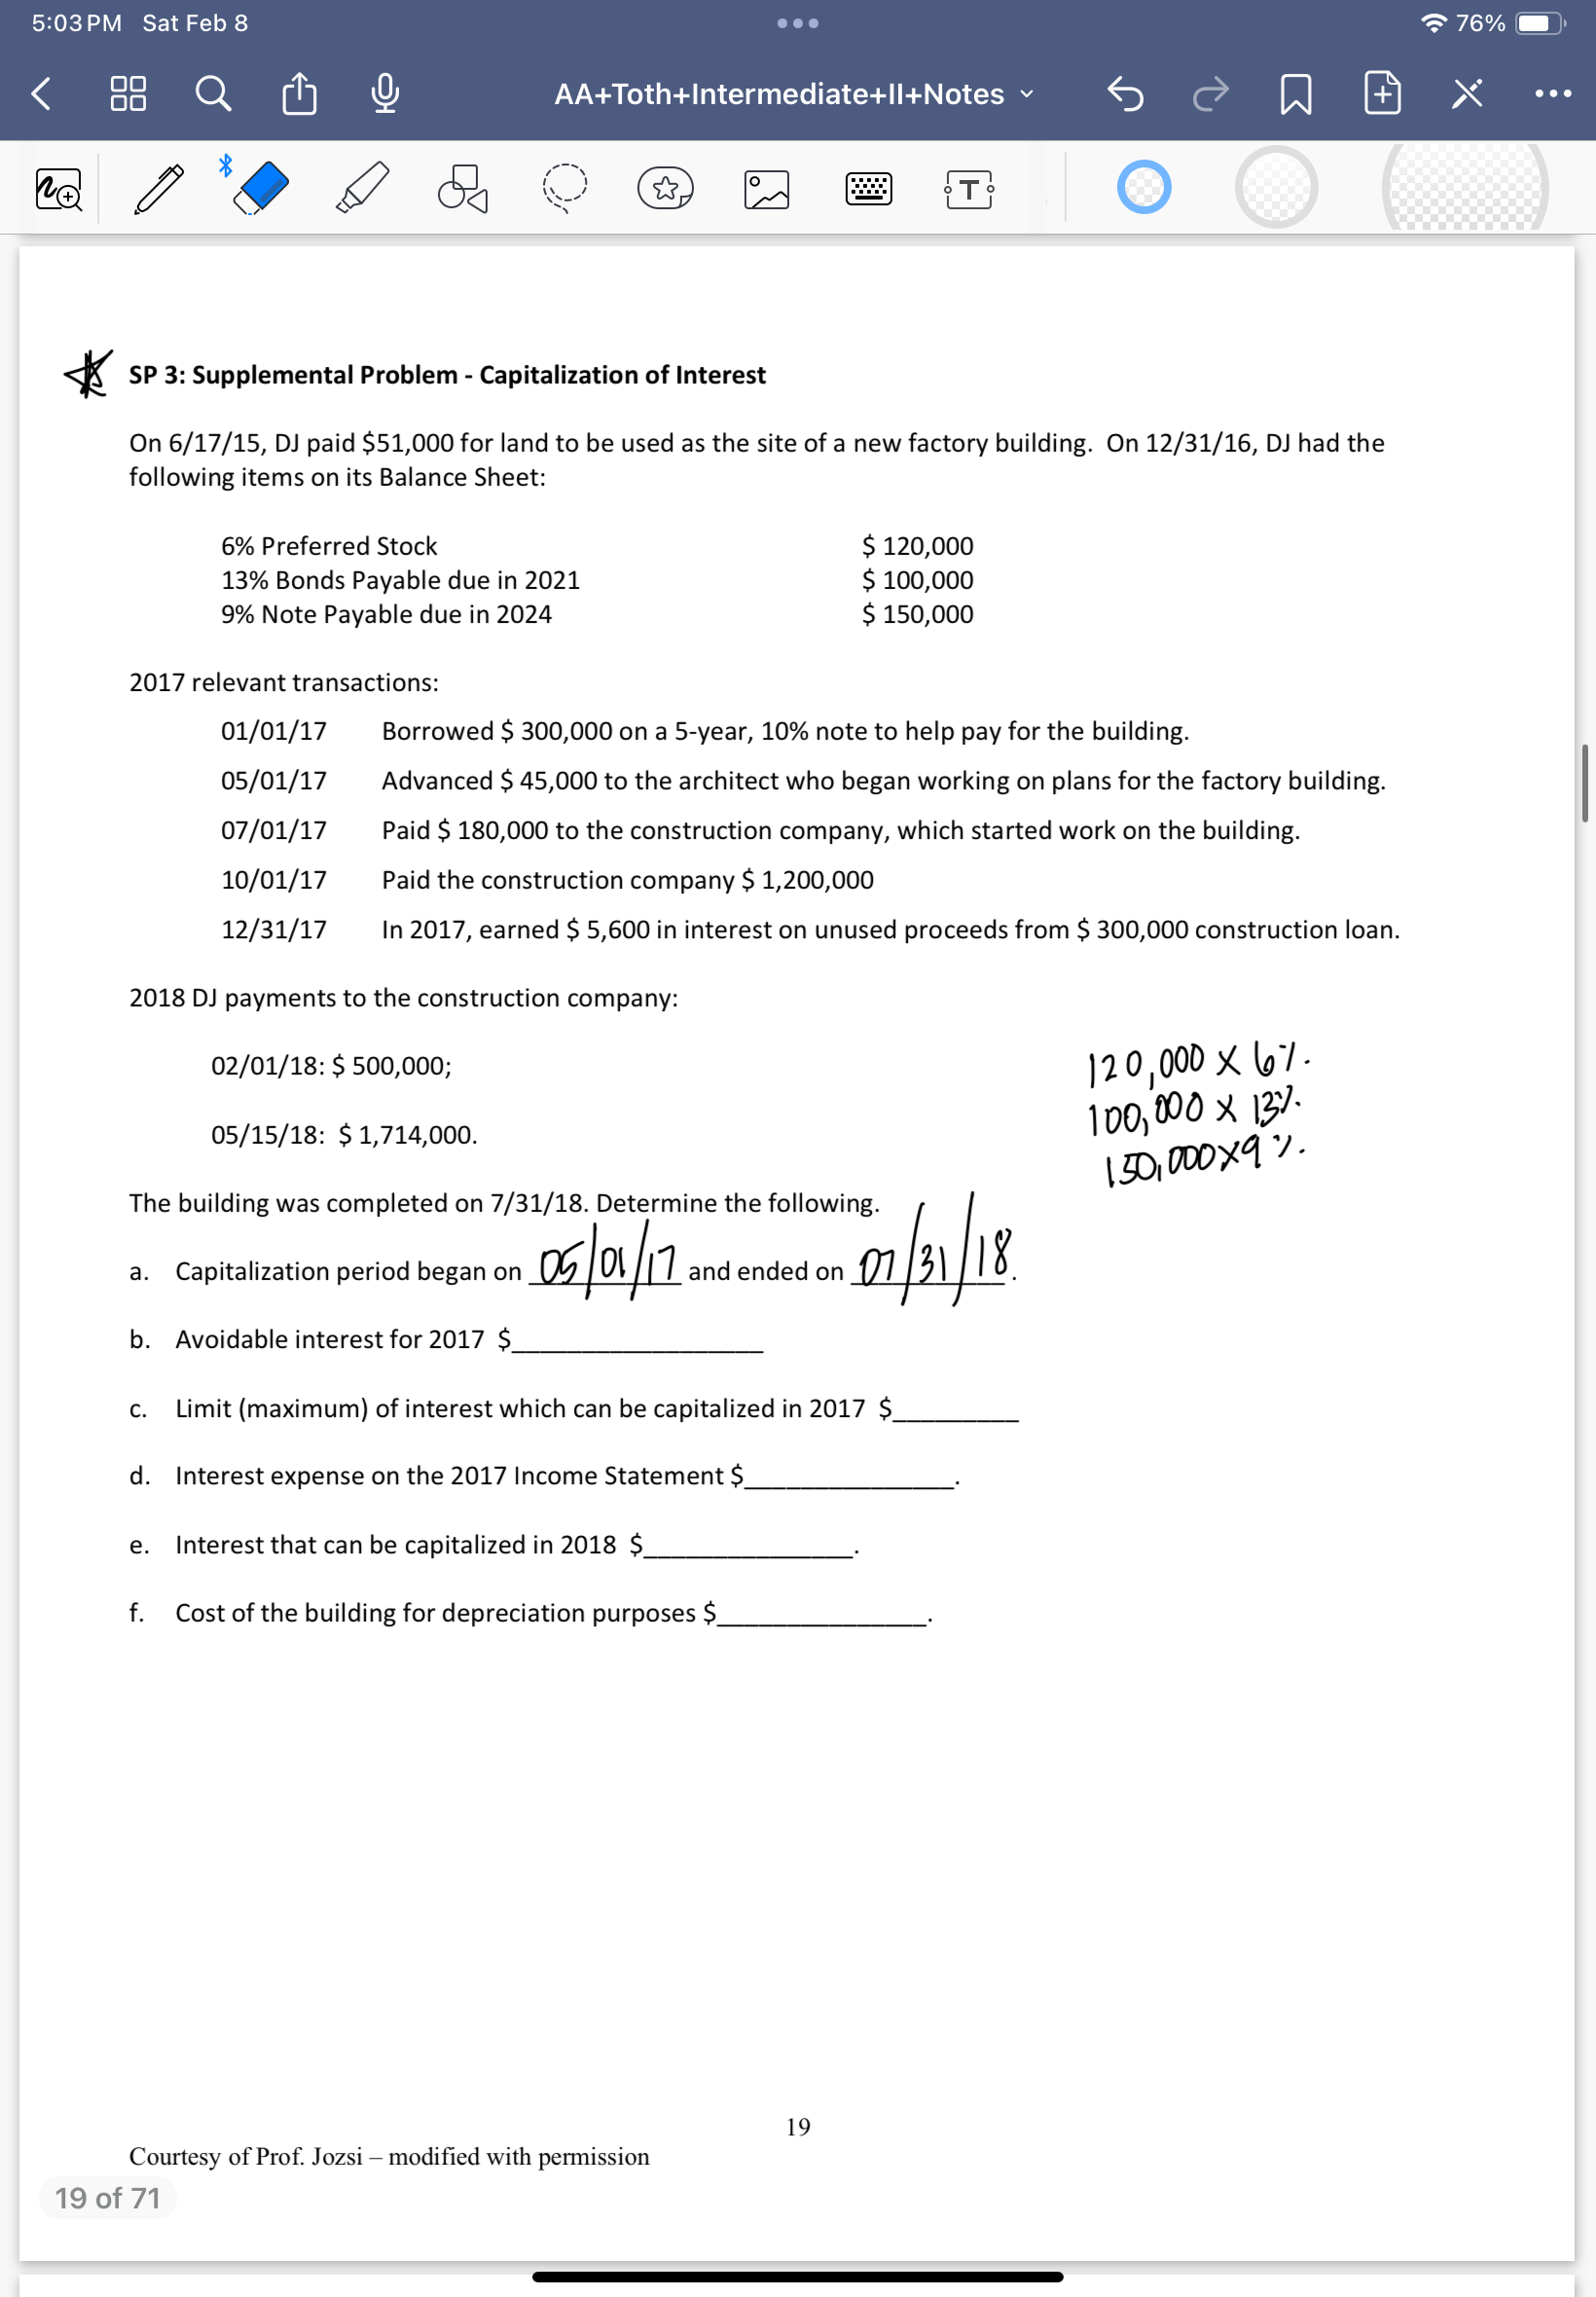 5:03 PM Sat Feb 8
76%
AA+Toth+Intermediate+II+Notes
T
SP 3: Supplemental Problem - Capitalization of Interest
On 6/17/15, DJ paid $51,000 for land to be used as the site of a new factory building. On 12/31/16, DJ had the
following items on its Balance Sheet:
6% Preferred Stock $ 120,000
13% Bonds Payable due in 2021 $ 100,000
9% Note Payable due in 2024 $ 150,000
2017 relevant transactions:
01/01/17 Borrowed $ 300,000 on a 5-year, 10% note to help pay for the building.
05/01/17 Advanced $ 45,000 to the architect who began working on plans for the factory building.
07/01/17 Paid $ 180,000 to the construction company, which started work on the building.
10/01/17 Paid the construction company $ 1,200,000
12/31/17 In 2017, earned $ 5,600 in interest on unused proceeds from $ 300,000 construction loan.
2018 DJ payments to the construction company:
02/01/18: $ 500,000;
05/15/18: $ 1,714,000.
120,000 X 6%.
100,000 X 13%.
150,000 X 9%.
The building was completed on 7/31/18. Determine the following.
a. Capitalization period began on 05/01/17 and ended on 07/31/18.
b. Avoidable interest for 2017 $__________________
c. Limit (maximum) of interest which can be capitalized in 2017 $_________
d. Interest expense on the 2017 Income Statement $_______________.
e. Interest that can be capitalized in 2018 $_______________.
f. Cost of the building for depreciation purposes $_______________.
19
Courtesy of Prof. Jozsi – modified with permission
19 of 71